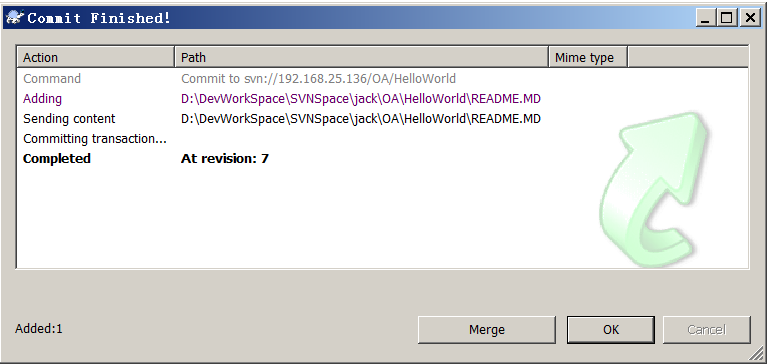 Commit Finished!
Action Path Mime type
Command Commit to svn://192.168.25.136/OA/HelloWorld
Adding D:\DevWorkSpace\SVNSpace\jack\OA\HelloWorld\README.MD
Sending content D:\DevWorkSpace\SVNSpace\jack\OA\HelloWorld\README.MD
Committing transaction...
Completed At revision: 7
Added:1 Merge OK Cancel